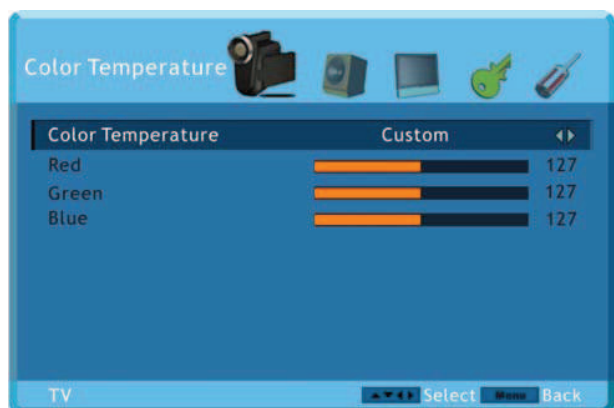 Color Temperature
Color Temperature Custom
Red 127
Green 127
Blue 127
TV Select Menu Back